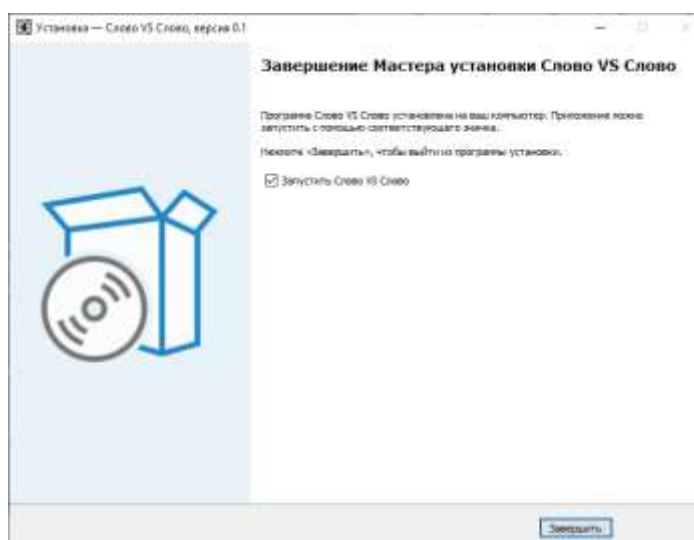 Установка — Слово VS Слово, версия 0.1
Завершение Мастера установки Слово VS Слово
Программа Слово VS Слово установлена на ваш компьютер. Приложение можно
запустить с помощью соответствующего значка.
Нажмите «Завершить», чтобы выйти из программы установки.
Запустить Слово VS Слово
Завершить